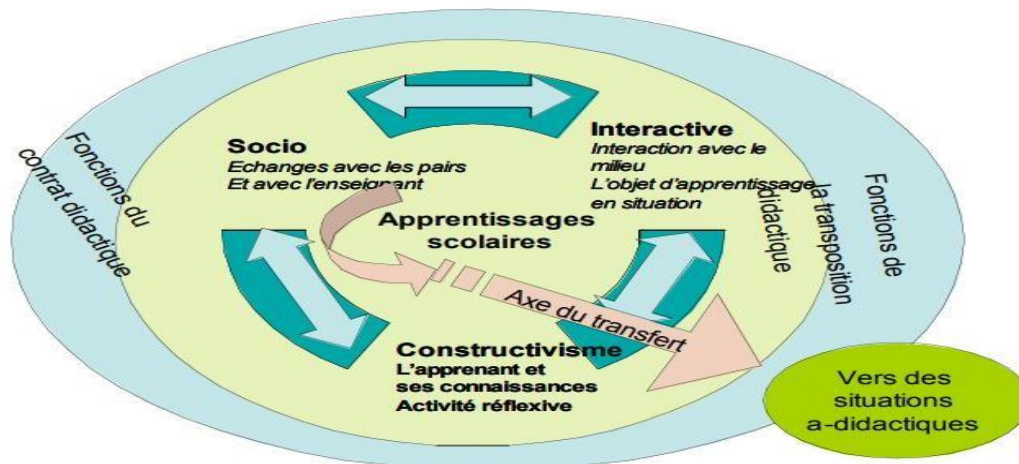 Fonctions du
contrat didactique
Socio
Echanges avec les pairs
Et avec l'enseignant
Interactive
Interaction avec le
milieu
L'objet d'apprentissage
en situation
Apprentissages
scolaires
Axe du transfert
Constructivisme
L'apprenant et
ses connaissances
Activité réflexive
Fonctions de
la transposition
didactique
Vers des
situations
a-didactiques